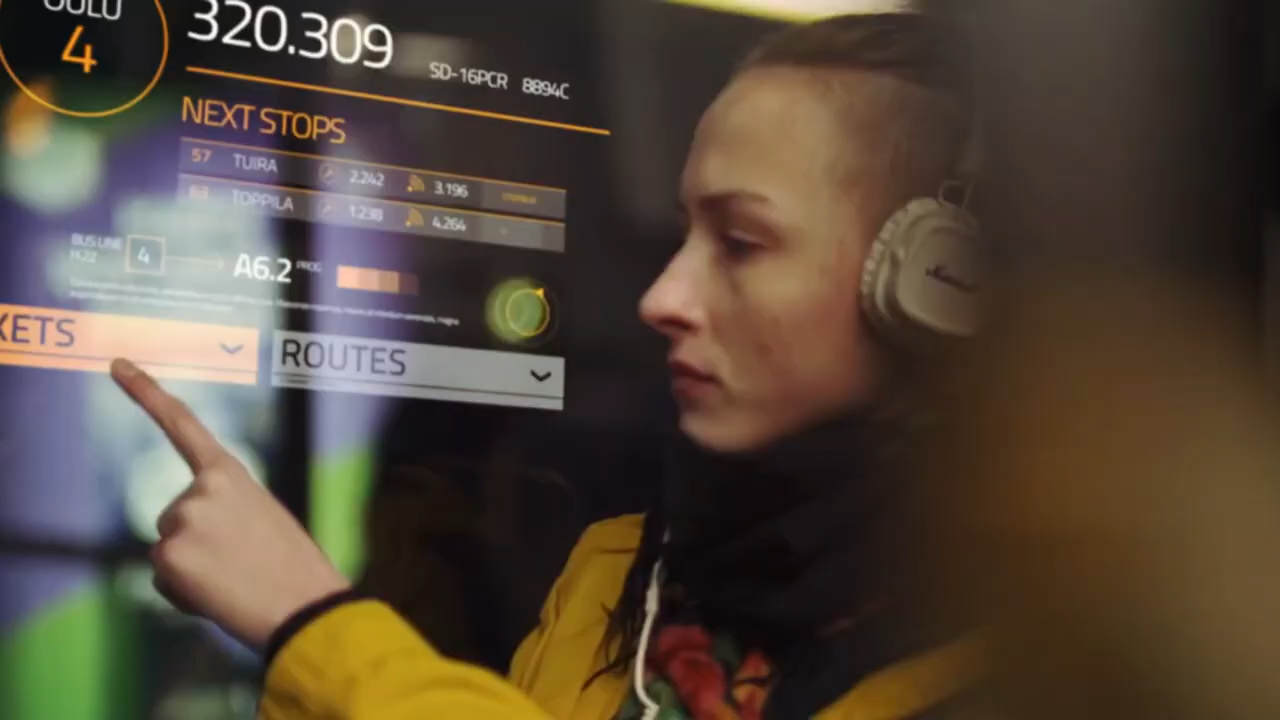 OULU
4
320.309
SD-16PCR 8894C
NEXT STOPS
57 TUIRA 2.242 3.196
TOPPILA 1.238 4.264
BUS LINE
4
A6.2
PROG
KETS
ROUTES